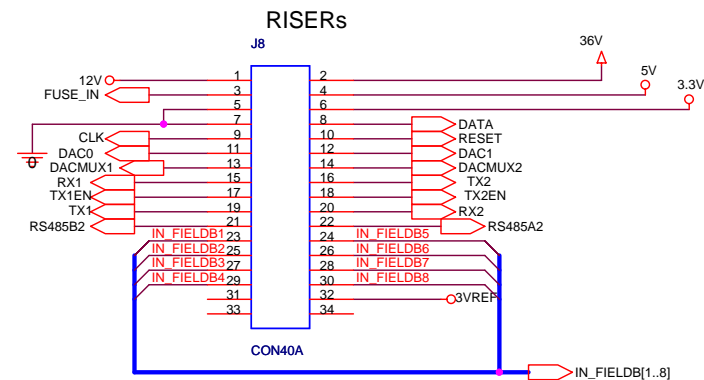 RISERs
J8
36V
5V
3.3V
12V 1 2
FUSE_IN 3 4
5 6
7 8 DATA
CLK 9 10 RESET
DAC0 11 12 DAC1
DACMUX1 13 14 DACMUX2
RX1 15 16 TX2
TX1EN 17 18 TX2EN
TX1 19 20 RX2
RS485B2 21 22 RS485A2
IN_FIELDB1 23 24 IN_FIELDB5
IN_FIELDB2 25 26 IN_FIELDB6
IN_FIELDB3 27 28 IN_FIELDB7
IN_FIELDB4 29 30 IN_FIELDB8
31 32 3VREF
33 34
CON40A
IN_FIELDB[1..8]